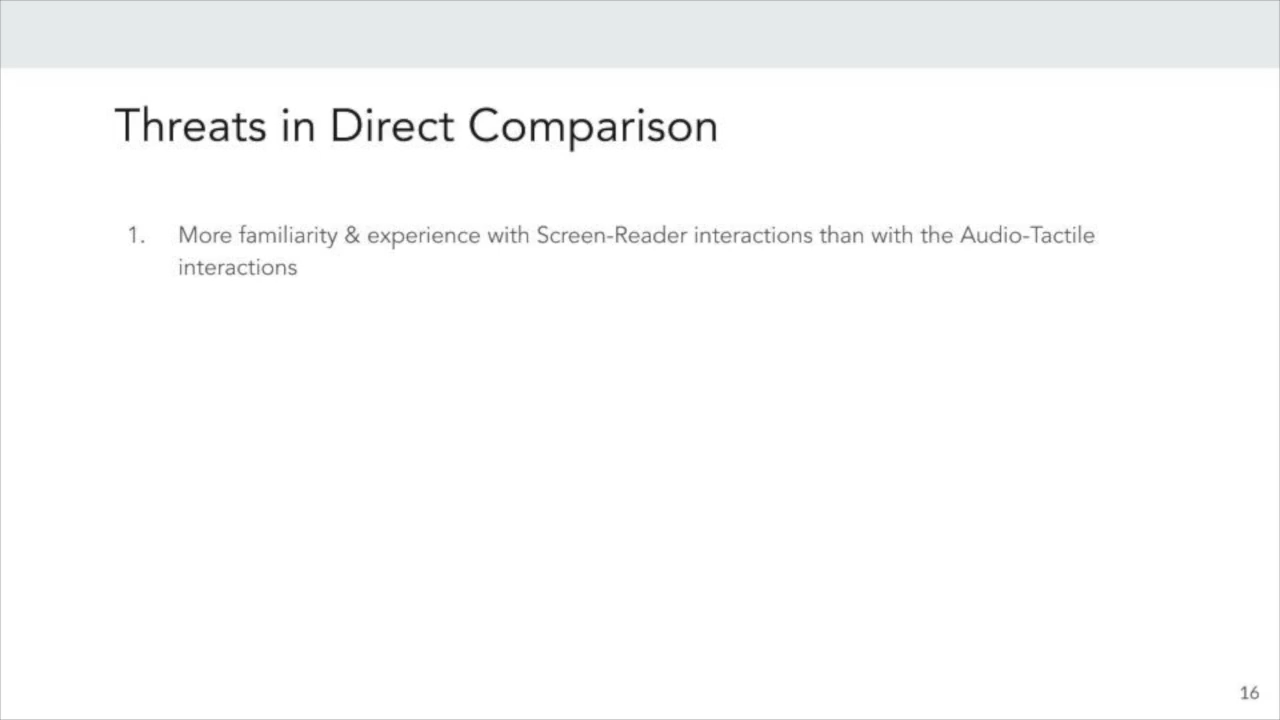 Threats in Direct Comparison
1. More familiarity & experience with Screen-Reader interactions than with the Audio-Tactile
interactions
16